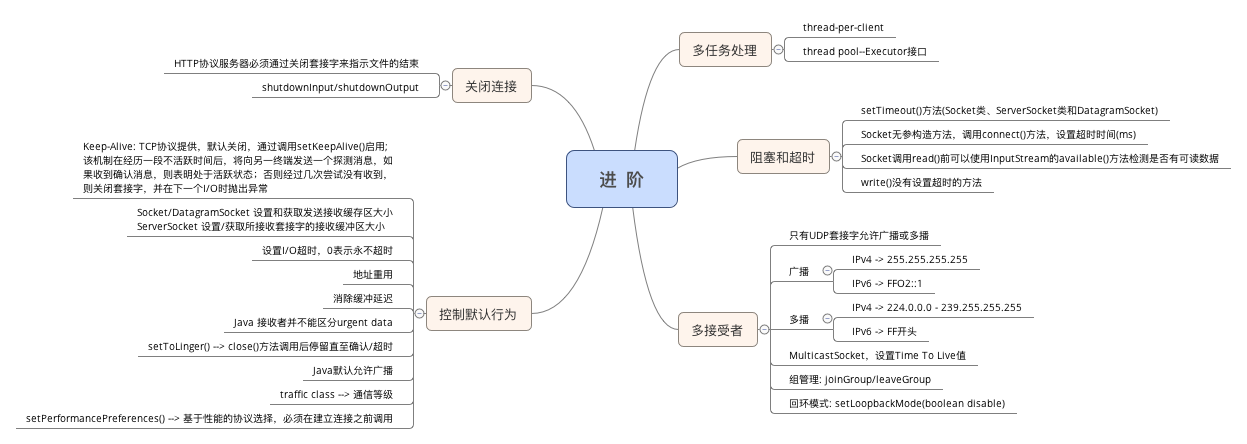 进 阶
多任务处理
thread-per-client
thread pool--Executor接口
阻塞和超时
setTimeout()方法(Socket类、ServerSocket类和DatagramSocket)
Socket无参构造方法，调用connect()方法，设置超时时间(ms)
Socket调用read()前可以使用InputStream的available()方法检测是否有可读数据
write()没有设置超时的方法
多接受者
只有UDP套接字允许广播或多播
广播
IPv4 -> 255.255.255.255
IPv6 -> FFO2::1
多播
IPv4 -> 224.0.0.0 - 239.255.255.255
IPv6 -> FF开头
MulticastSocket，设置Time To Live值
组管理: joinGroup/leaveGroup
回环模式: setLoopbackMode(boolean disable)
关闭连接
HTTP协议服务器必须通过关闭套接字来指示文件的结束
shutdownInput/shutdownOutput
控制默认行为
Keep-Alive: TCP协议提供，默认关闭，通过调用setKeepAlive()启用;
该机制在经历一段不活跃时间后，将向另一终端发送一个探测消息，如
果收到确认消息，则表明处于活跃状态；否则经过几次尝试没有收到，
则关闭套接字，并在下一个I/O时抛出异常
Socket/DatagramSocket 设置和获取发送接收缓存区大小
ServerSocket 设置/获取所接收套接字的接收缓冲区大小
设置I/O超时，0表示永不超时
地址重用
消除缓冲延迟
Java 接收者并不能区分urgent data
setToLinger() --> close()方法调用后停留直至确认/超时
Java默认允许广播
traffic class --> 通信等级
setPerformancePreferences() --> 基于性能的协议选择，必须在建立连接之前调用